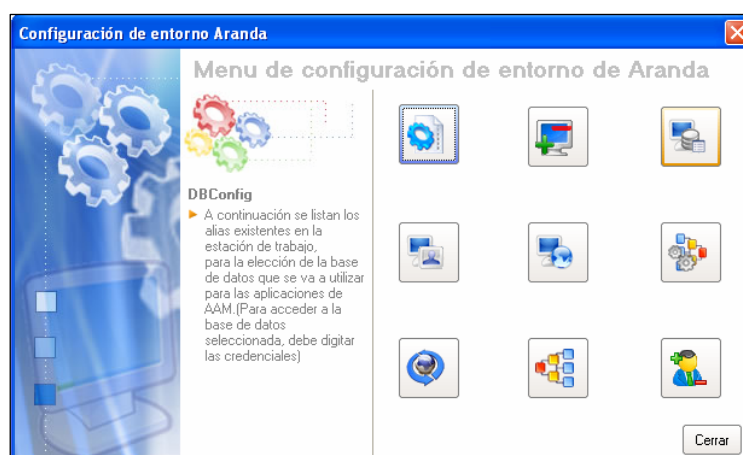 Configuración de entorno Aranda
Menu de configuración de entorno de Aranda
DBConfig
A continuación se listan los
alias existentes en la
estación de trabajo,
para la elección de la base
de datos que se va a utilizar
para las aplicaciones de
AAM.(Para acceder a la
base de datos
seleccionada, debe digitar
las credenciales)
Cerrar